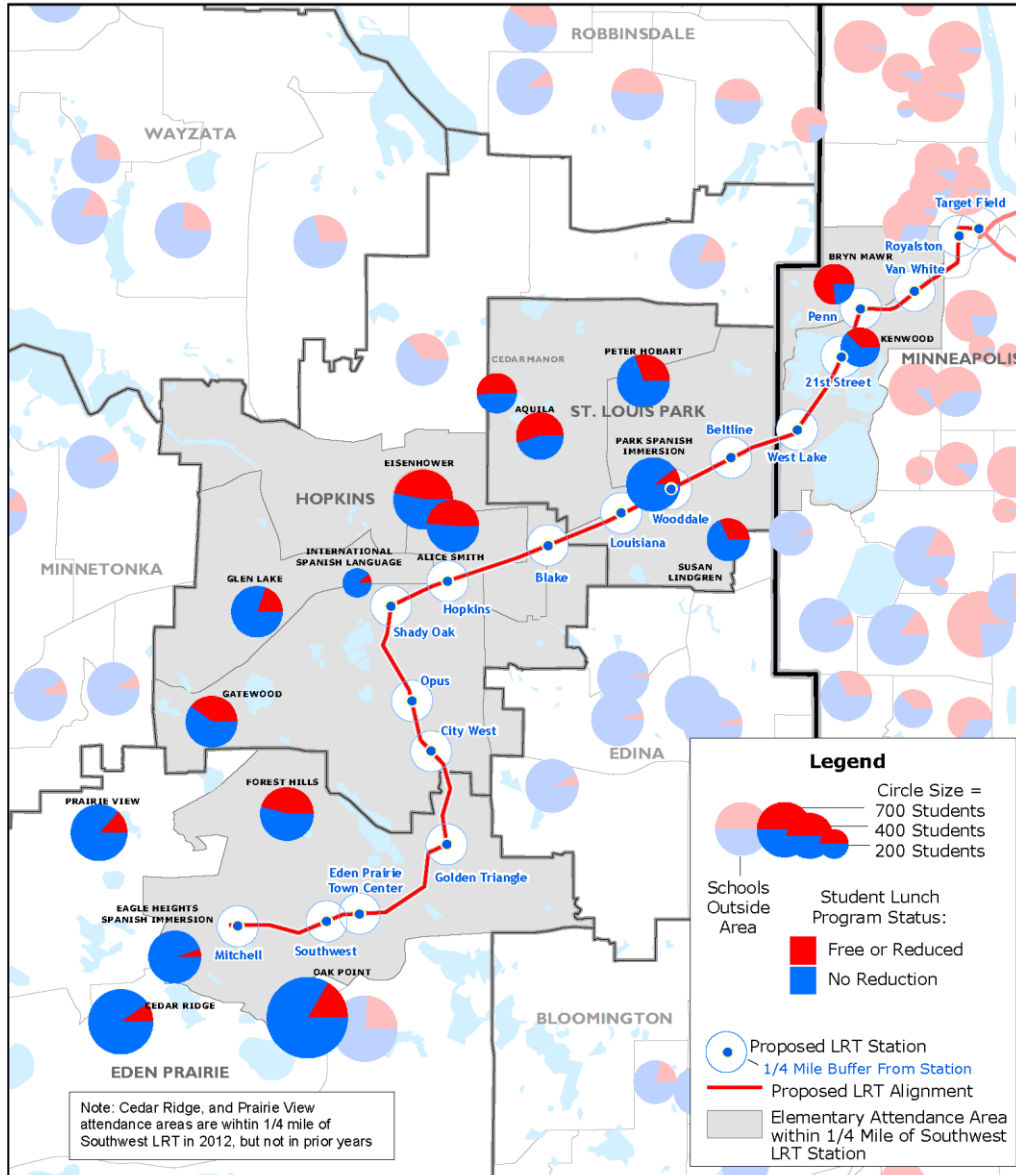 ROBBINSDALE
WAYZATA
Target Field
Royalston
BRYN MAWR
Van White
Penn
KENWOOD
MINNEAPOLIS
21st Street
CEDAR MANOR
PETER HOBART
AQUILA
ST. LOUIS PARK
Beltline
West Lake
PARK SPANISH
IMMERSION
EISENHOWER
HOPKINS
Wooddale
Louisiana
INTERNATIONAL
SPANISH LANGUAGE
ALICE SMITH
Blake
SUSAN
LINDGREN
MINNETONKA
GLEN LAKE
Hopkins
Shady Oak
Opus
GATEWOOD
City West
EDINA
FOREST HILLS
PRAIRIE VIEW
Golden Triangle
Eden Prairie
Town Center
EAGLE HEIGHTS
SPANISH IMMERSION
Mitchell
Southwest
OAK POINT
CEDAR RIDGE
BLOOMINGTON
EDEN PRAIRIE
Note: Cedar Ridge, and Prairie View
attendance areas are whtin 1/4 mile of
Southwest LRT in 2012, but not in prior years
Legend
Circle Size =
700 Students
400 Students
200 Students
Schools
Outside
Area
Student Lunch
Program Status:
Free or Reduced
No Reduction
Proposed LRT Station
1/4 Mile Buffer From Station
Proposed LRT Alignment
Elementary Attendance Area
within 1/4 Mile of Southwest
LRT Station